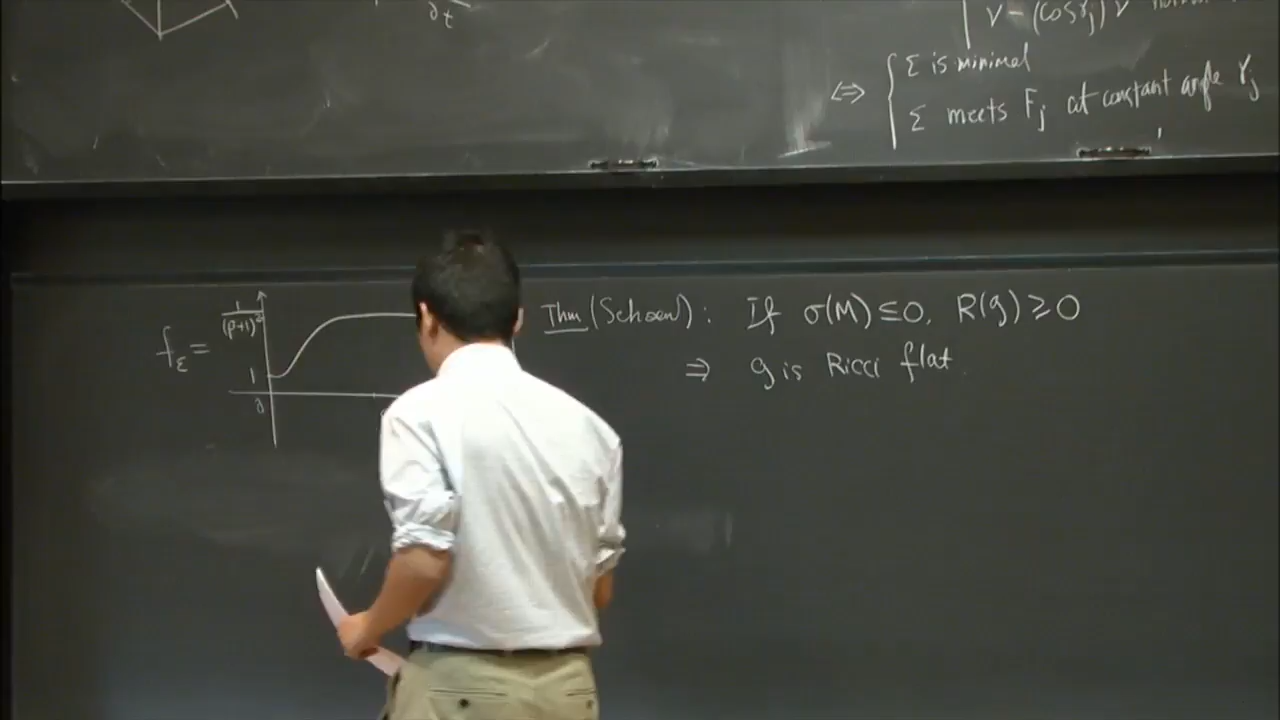 ∂t
ν − (cos γj) ν
⇔ { Σ is minimal
Σ meets Fj at constant angle γj
fε =
1/(β+1)²
1
0
Thm (Schoen): If σ(M) ≤ 0, R(g) ≥ 0
⇒ g is Ricci flat.